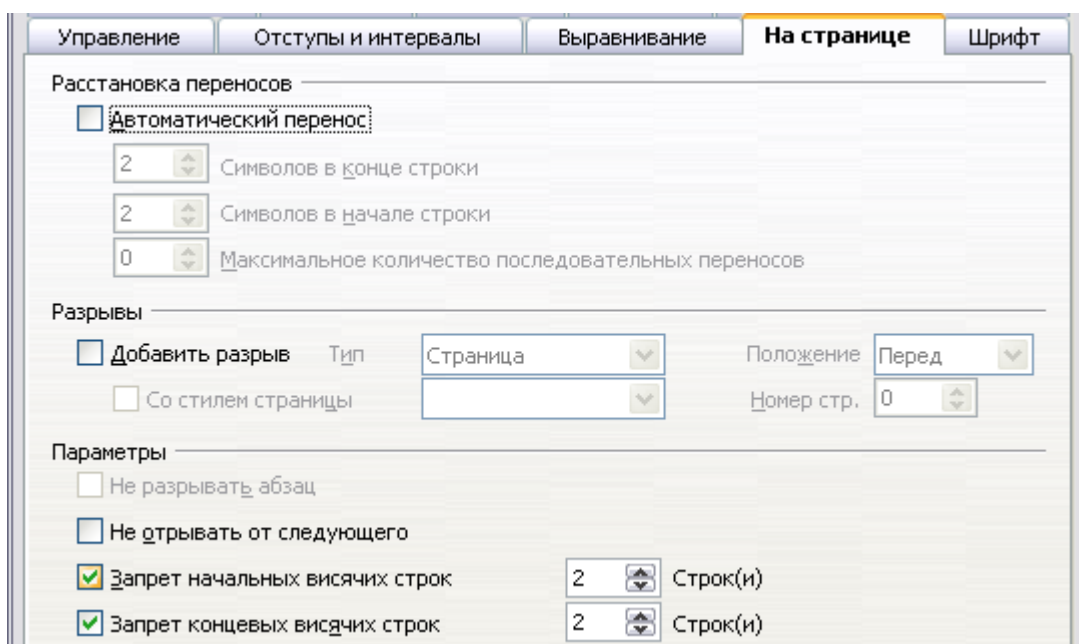 Управление Отступы и интервалы Выравнивание На странице Шрифт
Расстановка переносов
Автоматический перенос
2 Символов в конце строки
2 Символов в начале строки
0 Максимальное количество последовательных переносов
Разрывы
Добавить разрыв Тип Страница Положение Перед
Со стилем страницы Номер стр. 0
Параметры
Не разрывать абзац
Не отрывать от следующего
Запрет начальных висячих строк 2 Строк(и)
Запрет концевых висячих строк 2 Строк(и)